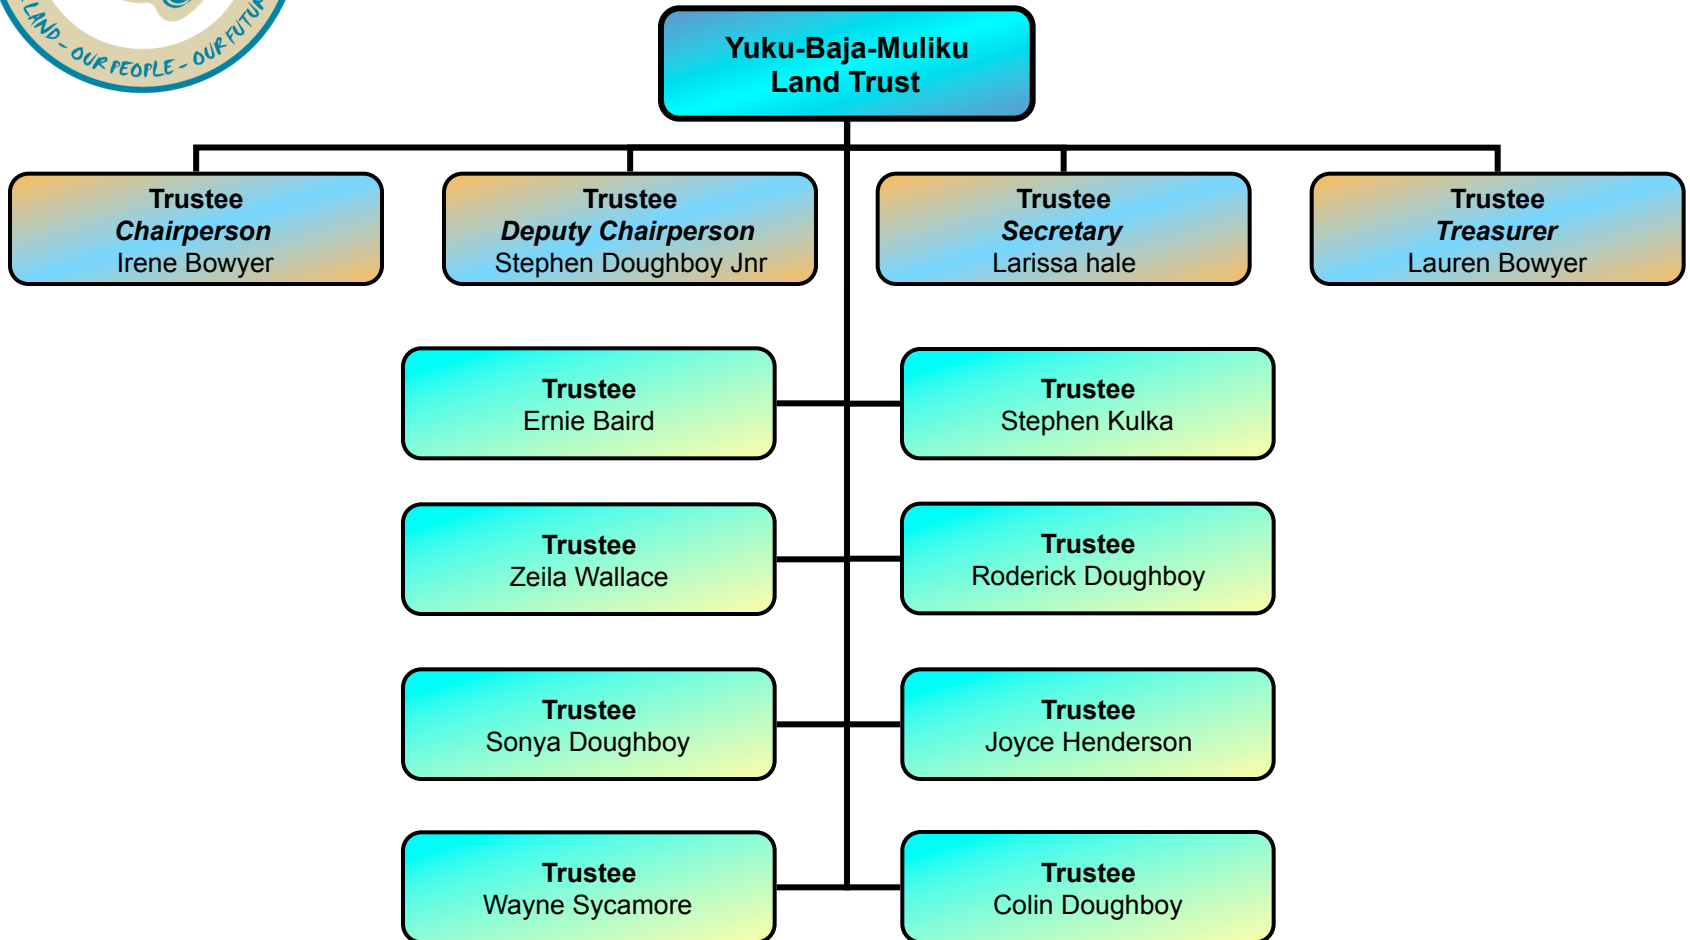 LAND - OUR PEOPLE - OUR
Yuku-Baja-Muliku
Land Trust
Trustee
Chairperson
Irene Bowyer
Trustee
Deputy Chairperson
Stephen Doughboy Jnr
Trustee
Secretary
Larissa hale
Trustee
Treasurer
Lauren Bowyer
Trustee
Ernie Baird
Trustee
Stephen Kulka
Trustee
Zeila Wallace
Trustee
Roderick Doughboy
Trustee
Sonya Doughboy
Trustee
Joyce Henderson
Trustee
Wayne Sycamore
Trustee
Colin Doughboy